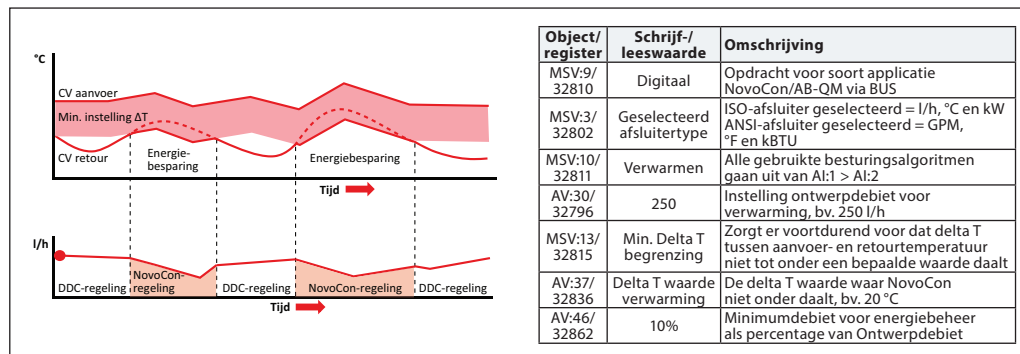 °C
CV aanvoer
Min. instelling ΔT
CV retour
Energie-
besparing
Energiebesparing
Tijd
l/h
NovoCon-
DDC-regeling
regeling
DDC-regeling
NovoCon-regeling
DDC-regeling
Tijd
Object/
register
Schrijf-/
leeswaarde
Omschrijving
MSV:9/
32810
Digitaal
Opdracht voor soort applicatie
NovoCon/AB-QM via BUS
MSV:3/
32802
Geselecteerd
afsluitertype
ISO-afsluiter geselecteerd = l/h, °C en kW
ANSI-afsluiter geselecteerd = GPM,
°F en kBTU
MSV:10/
32811
Verwarmen
Alle gebruikte besturingsalgoritmen
gaan uit van AI:1 > AI:2
AV:30/
32796
250
Instelling ontwerpdebiet voor
verwarming, bv. 250 l/h
MSV:13/
32815
Min. Delta T
begrenzing
Zorgt er voortdurend voor dat delta T
tussen aanvoer- en retourtemperatuur
niet tot onder een bepaalde waarde daalt
AV:37/
32836
Delta T waarde
verwarming
De delta T waarde waar NovoCon
niet onder daalt, bv. 20 °C
AV:46/
32862
10%
Minimumdebiet voor energiebeheer
als percentage van Ontwerpdebiet